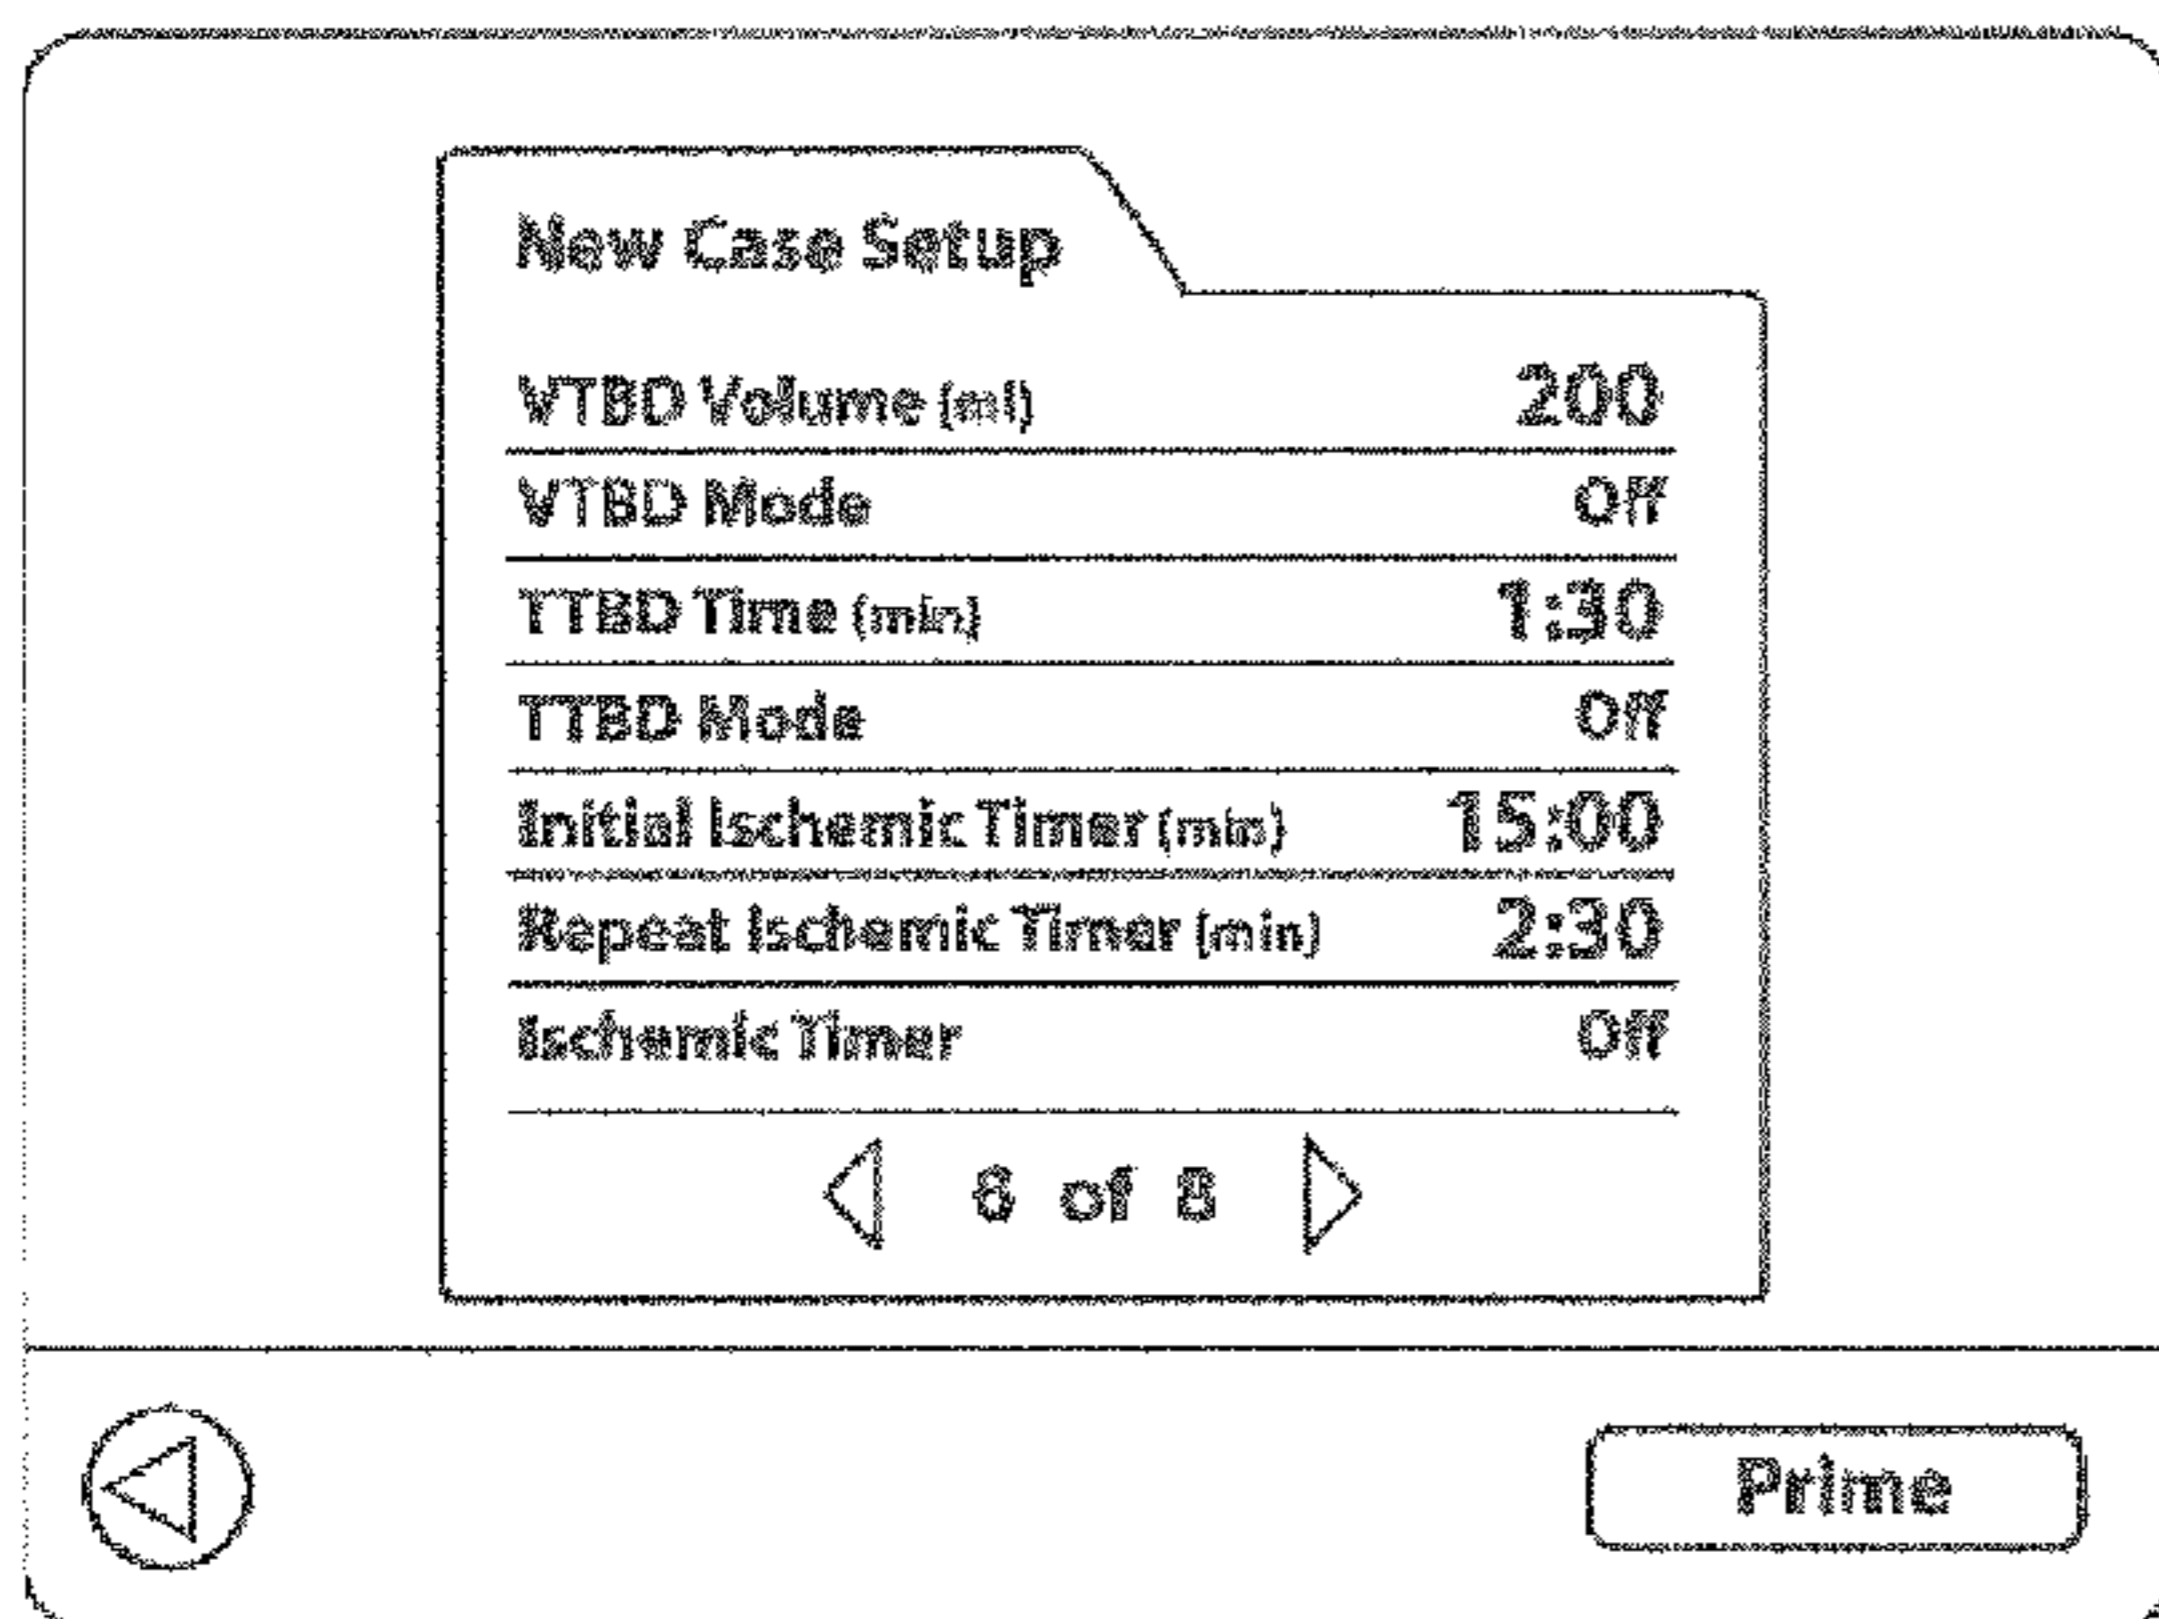 New Case Setup
VTBD Volume (ml) 200
VTBD Mode Off
TTBD Time (min) 1:30
TTBD Mode Off
Initial Ischemic Timer (min) 15:00
Repeat Ischemic Timer (min) 2:30
Ischemic Timer Off
6 of 8
Prime